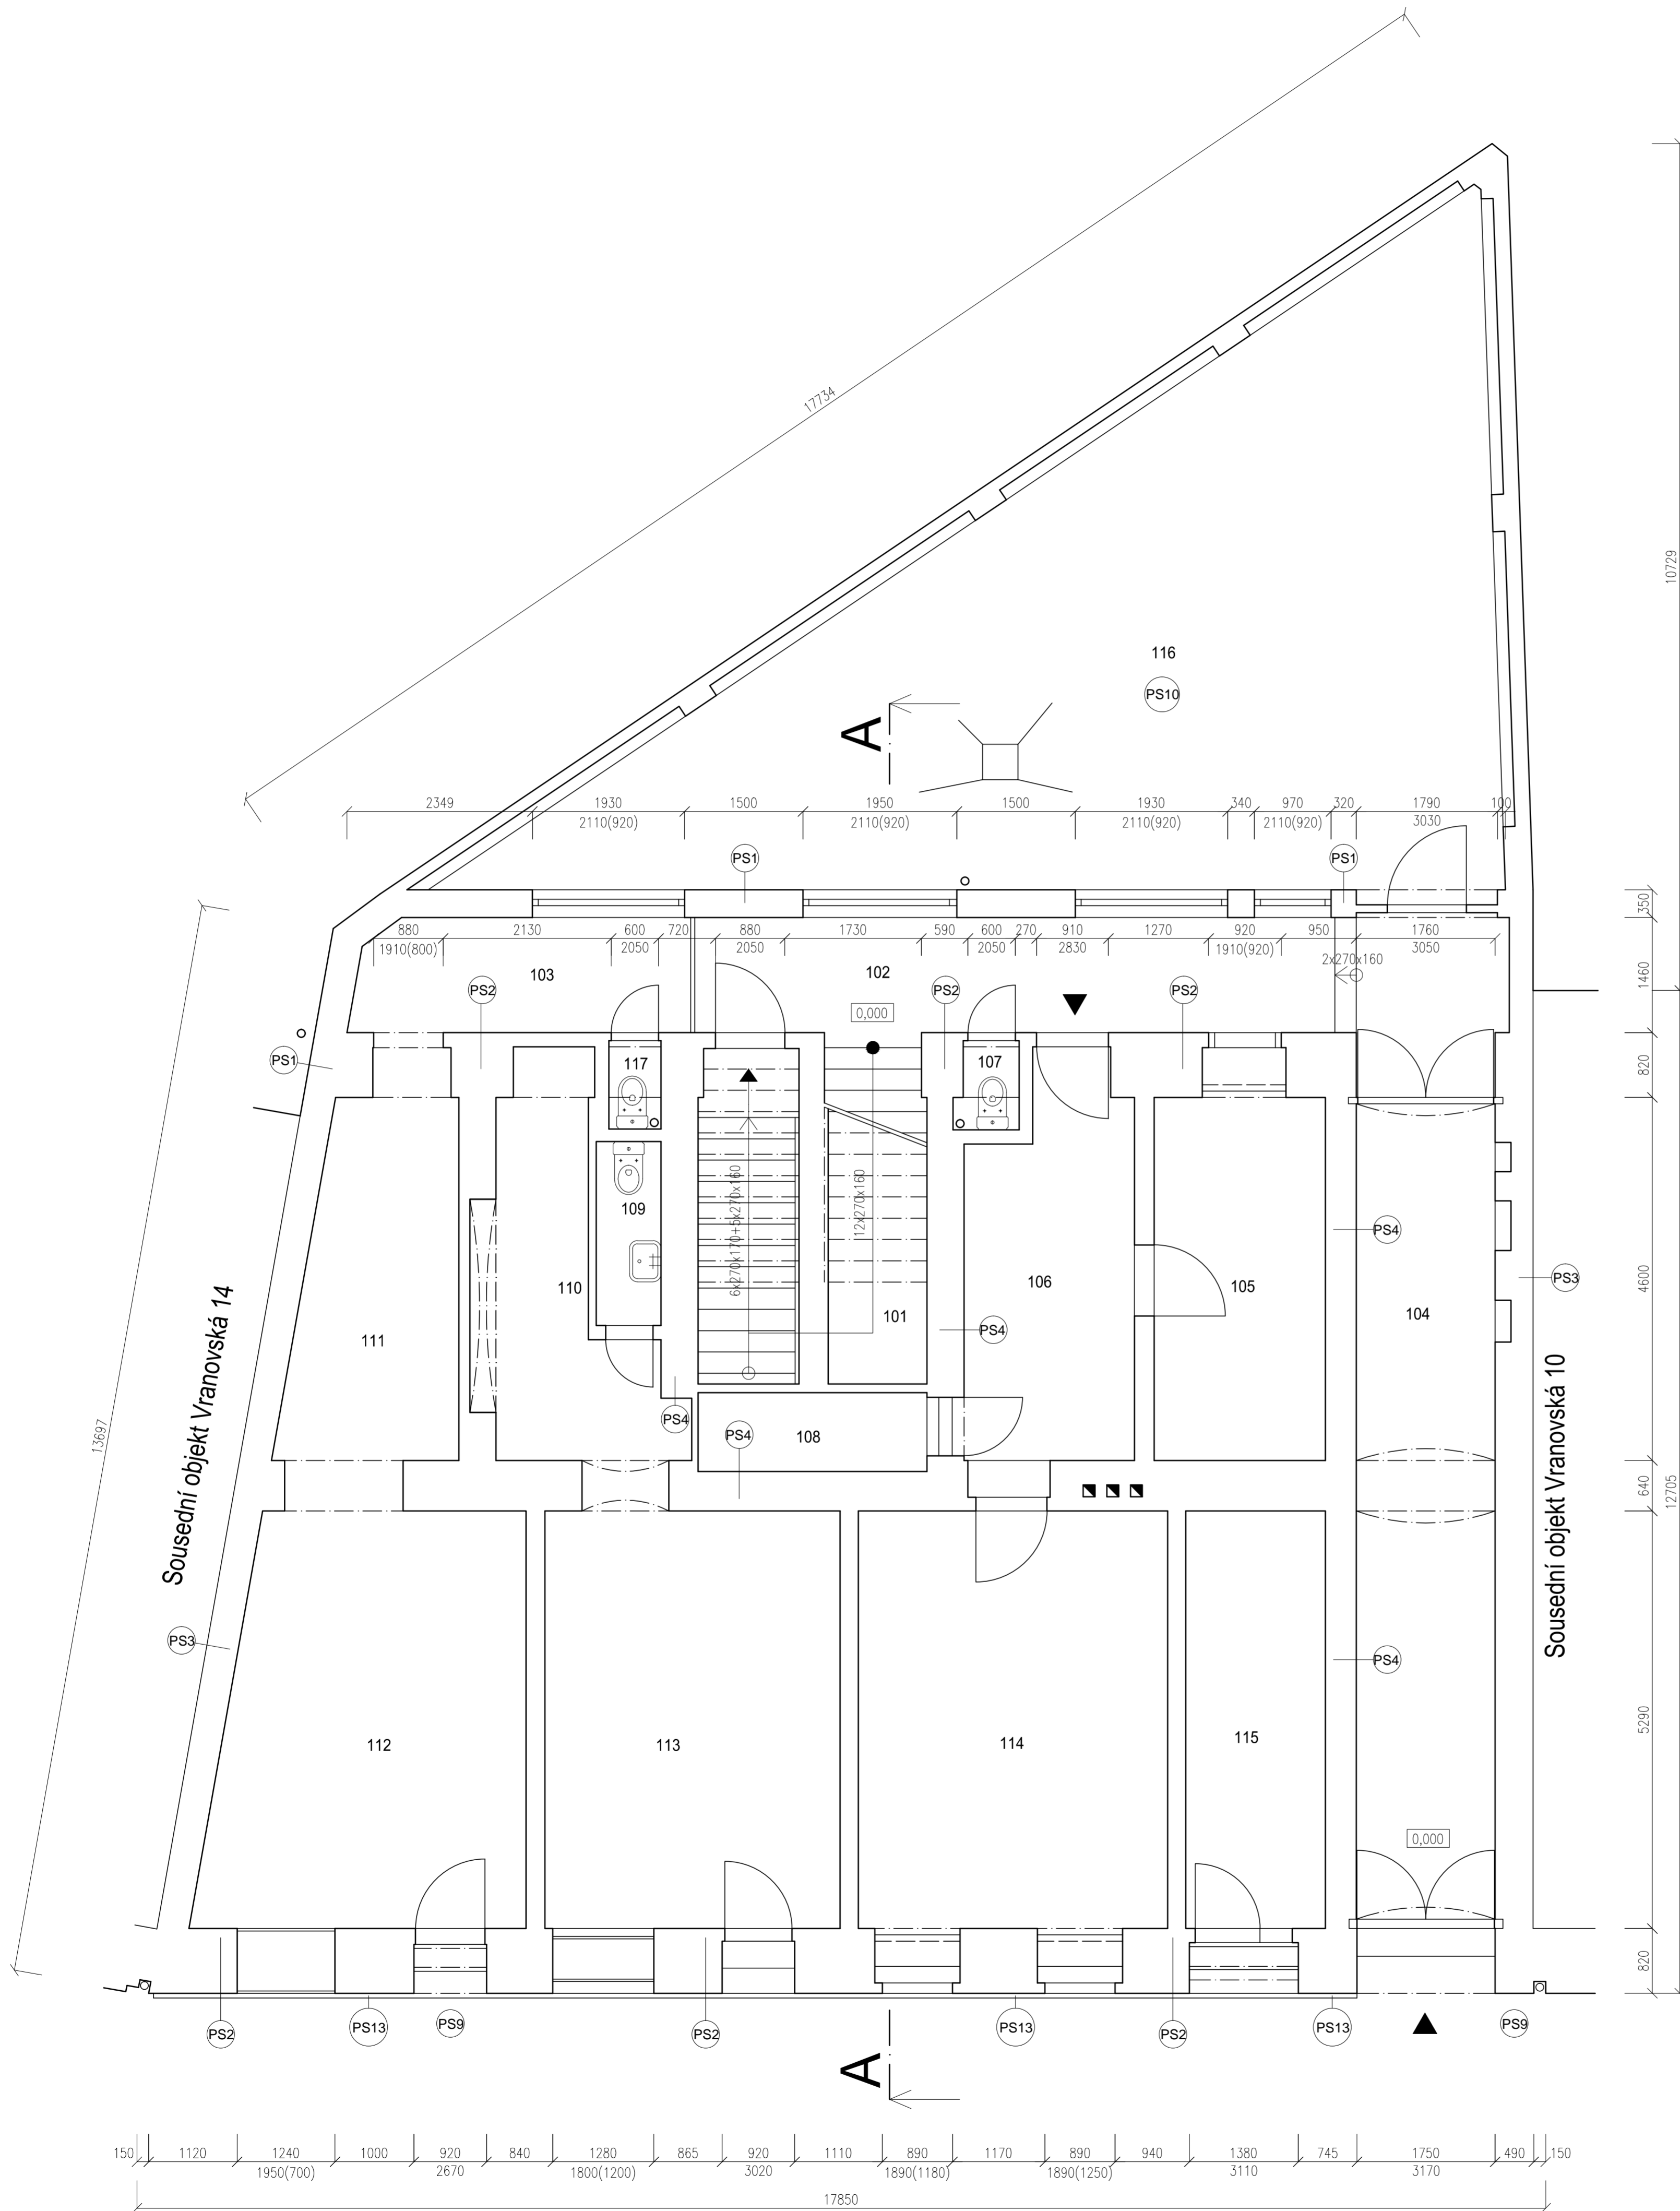 17734
10729
116
PS10
A
2349 1930 1500 1950 1500 1930 340 970 320 1790 100
2110(920) 2110(920) 2110(920) 2110(920) 3030
PS1 PS1
350
880 2130 600 720 880 1730 590 600 270 910 1270 920 950 1760
1910(800) 2050 2050 2050 2830 1910(920) 3050
2x270x160
103 102
1460
PS2 PS2 PS2
0,000
PS1
117 107
820
6x270x170+5x270x160
12x270x160
109
PS4
110 106 105
PS3
4600
111 101 104
PS4
Sousední objekt Vranovská 14
Sousední objekt Vranovská 10
13697
PS4
PS4
108
640
12705
PS3
PS4
5290
112 113 114 115
0,000
820
PS2 PS13 PS9 PS2 PS13 PS2 PS13 PS9
A
150 1120 1240 1000 920 840 1280 865 920 1110 890 1170 890 940 1380 745 1750 490 150
1950(700) 2670 1800(1200) 3020 1890(1180) 1890(1250) 3110 3170
17850